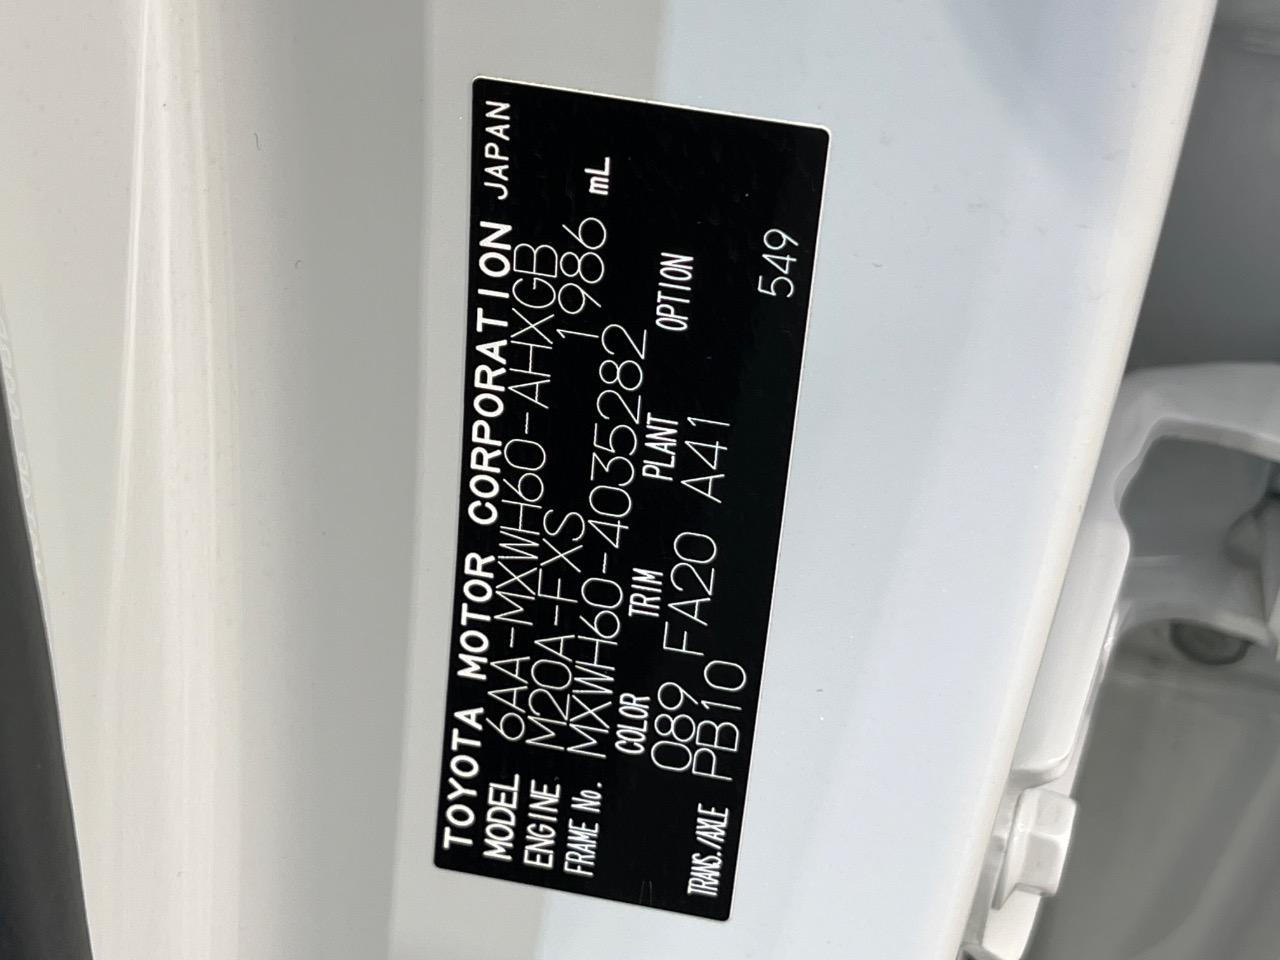 TOYOTA MOTOR CORPORATION JAPAN
MODEL 6AA-MXWH60-AHXGB
ENGINE M20A-FXS 1986 mL
FRAME No. MXWH60-4035282
COLOR TRIM PLANT OPTION
089 FA20 A41
TRANS./AXLE PB10 549